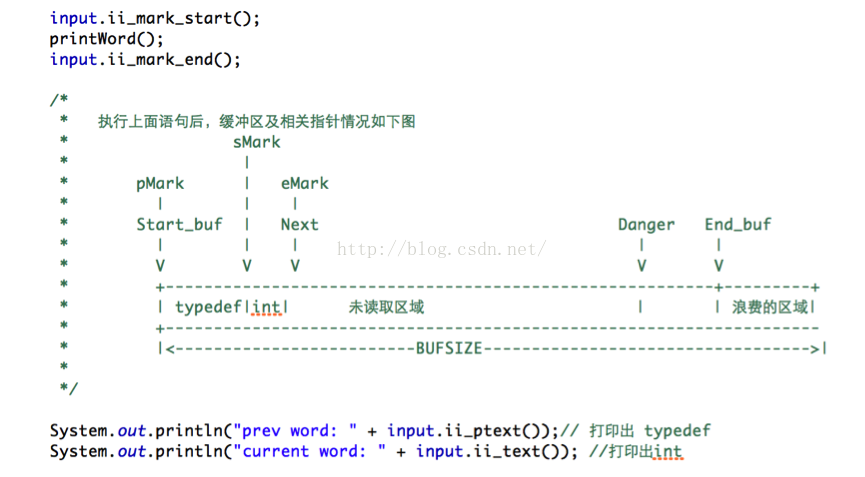 input.ii_mark_start();
printWord();
input.ii_mark_end();
/*
 *   执行上面语句后，缓冲区及相关指针情况如下图
 *                 sMark
 *                   |
 *       pMark       |   eMark
 *         |         |    |
 *       Start_buf   |   Next                               Danger   End_buf
http://blog.csdn.net/
 *         |         |    |                                    |       |
 *         V         V    V                                    V       V
 *         +---------------------------------------------------------+---------+
 *         | typedef|int|      未读取区域                      |       | 浪费的区域|
 *         +--------------------------------------------------------------------
 *         |<-------------------------BUFSIZE---------------------------------->|
 *
 */
System.out.println("prev word: " + input.ii_ptext());// 打印出 typedef
System.out.println("current word: " + input.ii_text()); //打印出int